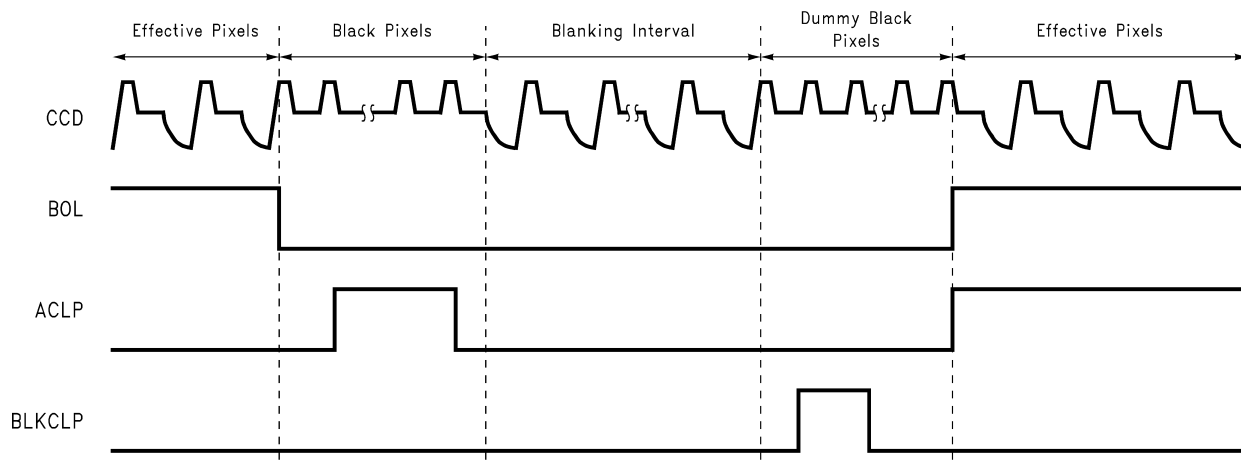 Effective Pixels
Black Pixels
Blanking Interval
Dummy Black
Pixels
Effective Pixels
CCD
BOL
ACLP
BLKCLP